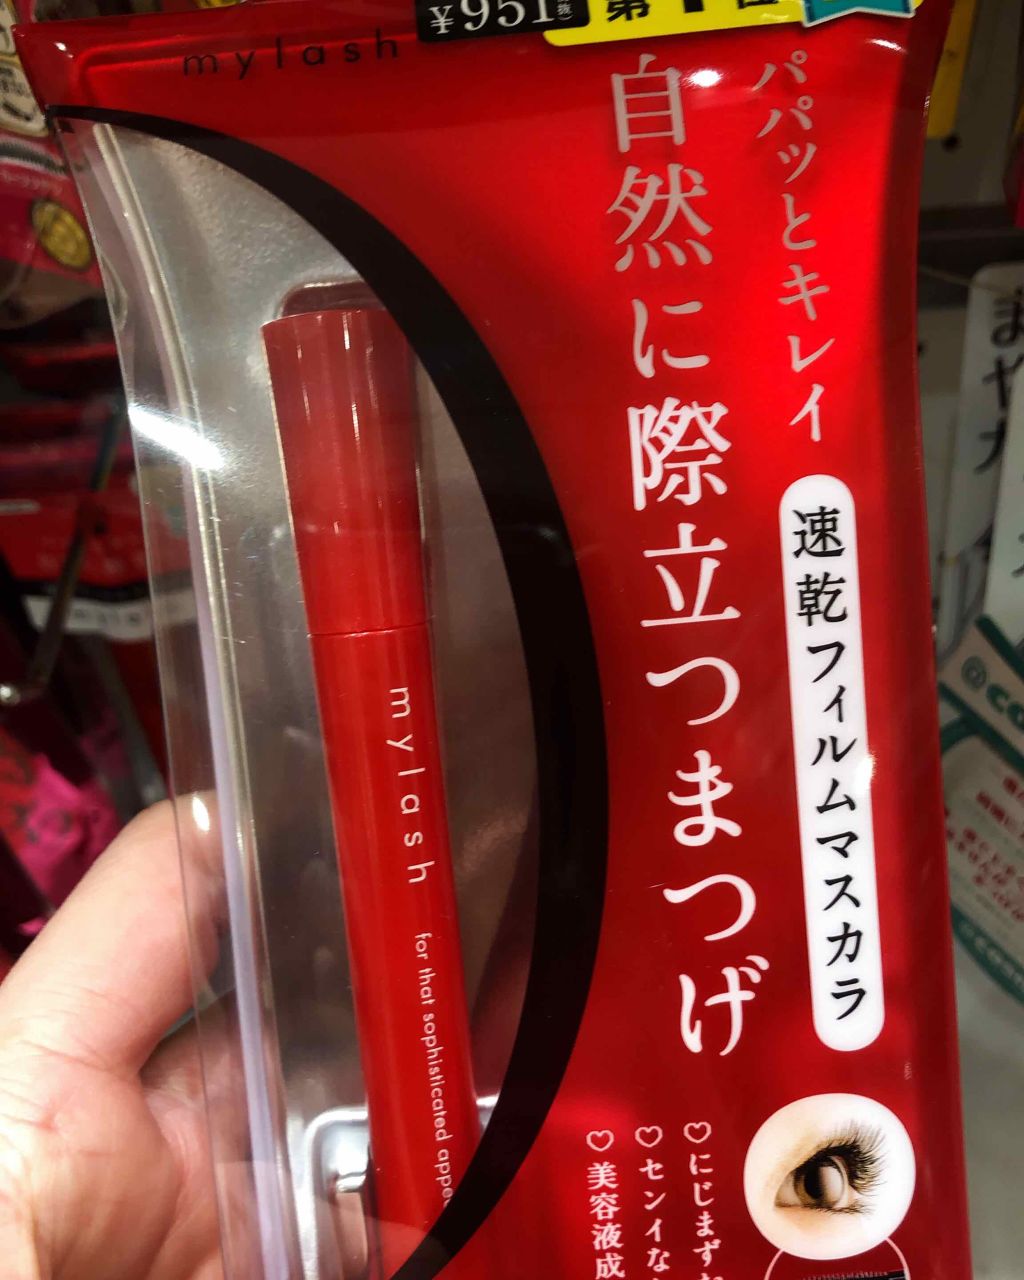 ¥951
mylash
パパッとキレイ
自然に際立つまつげ
速乾フィルムマスカラ
mylash
for that sophisticated
♡にじまず
♡センイな
♡美容液成